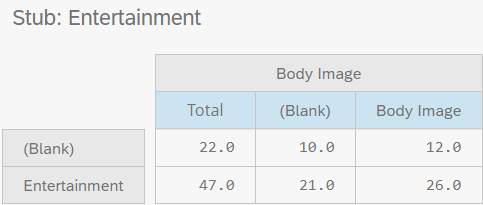 Stub: Entertainment
Body Image
Total (Blank) Body Image
(Blank) 22.0 10.0 12.0
Entertainment 47.0 21.0 26.0